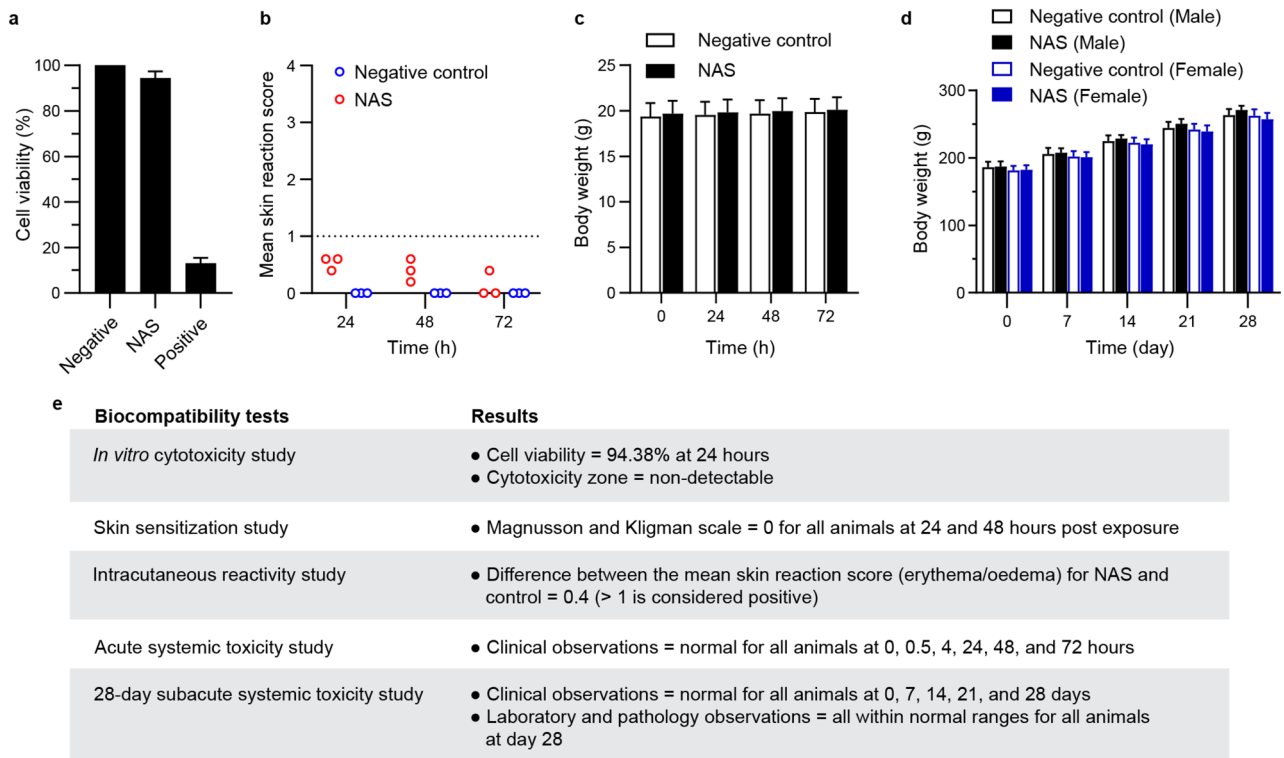 a
Cell viability (%)
100
80
60
40
20
0
Negative
NAS
Positive
b
Mean skin reaction score
4
3
2
1
0
Negative control
NAS
24
48
72
Time (h)
c
Negative control
NAS
Body weight (g)
25
20
15
10
5
0
0
24
48
72
Time (h)
d
Negative control (Male)
NAS (Male)
Negative control (Female)
NAS (Female)
Body weight (g)
300
200
100
0
0
7
14
21
28
Time (day)
e
Biocompatibility tests
Results
In vitro cytotoxicity study
● Cell viability = 94.38% at 24 hours
● Cytotoxicity zone = non-detectable
Skin sensitization study
● Magnusson and Kligman scale = 0 for all animals at 24 and 48 hours post exposure
Intracutaneous reactivity study
● Difference between the mean skin reaction score (erythema/oedema) for NAS and
control = 0.4 (> 1 is considered positive)
Acute systemic toxicity study
● Clinical observations = normal for all animals at 0, 0.5, 4, 24, 48, and 72 hours
28-day subacute systemic toxicity study
● Clinical observations = normal for all animals at 0, 7, 14, 21, and 28 days
● Laboratory and pathology observations = all within normal ranges for all animals
at day 28